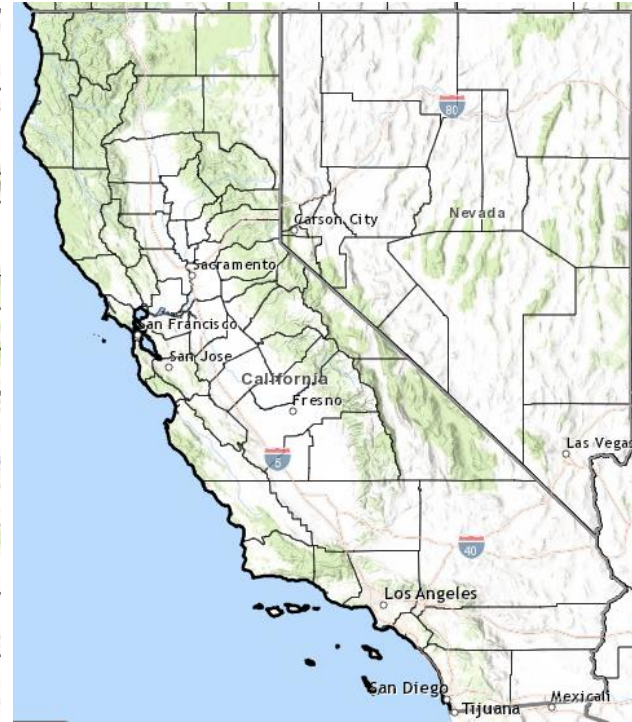 80
Carson City
Nevada
Sacramento
San Francisco
San Jose
California
Fresno
5
Las Vegas
40
Los Angeles
San Diego
Tijuana
Mexicali